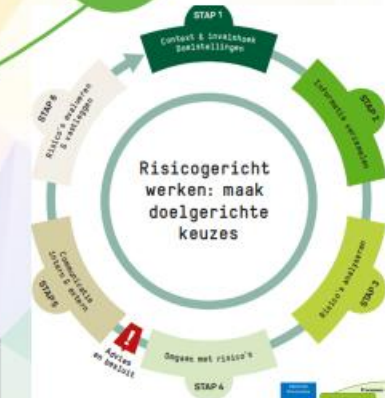 STAP 1
Context & invalshoek
Doelstellingen
STAP 2
Informatie verzamelen
STAP 3
Risico's analyseren
STAP 4
Omgaan met risico's
Advies
en besluit
STAP 5
Communicatie
intern & extern
STAP 6
Risico's evalueren
& vastleggen
Risicogericht
werken: maak
doelgerichte
keuzes